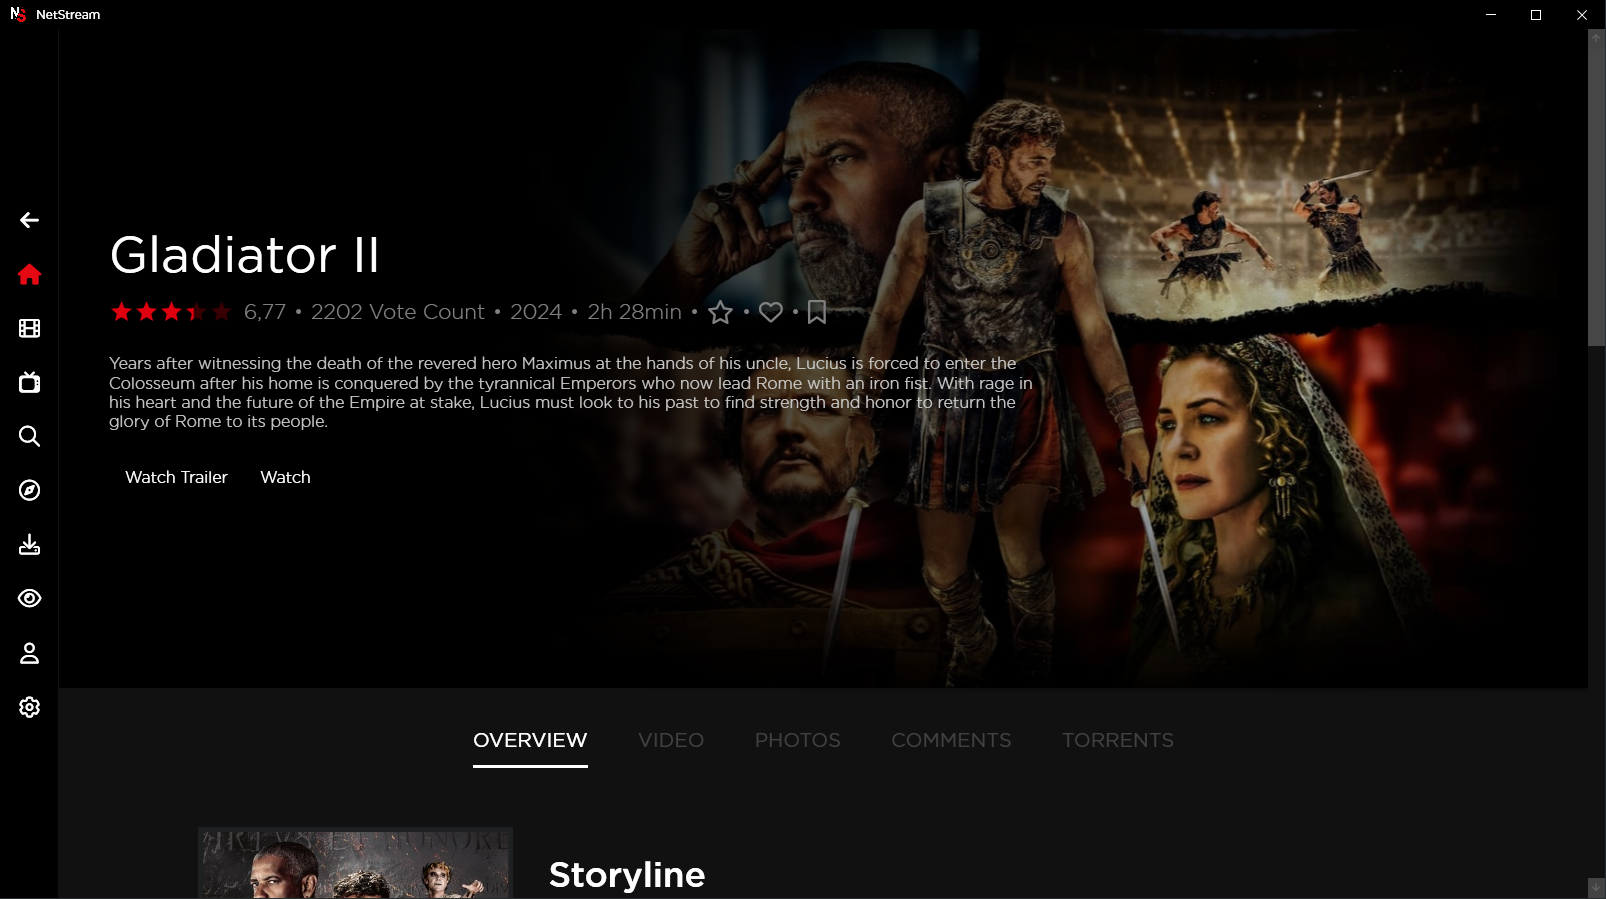 NetStream
Gladiator II
6,77 • 2202 Vote Count • 2024 • 2h 28min •
Years after witnessing the death of the revered hero Maximus at the hands of his uncle, Lucius is forced to enter the
Colosseum after his home is conquered by the tyrannical Emperors who now lead Rome with an iron fist. With rage in
his heart and the future of the Empire at stake, Lucius must look to his past to find strength and honor to return the
glory of Rome to its people.
Watch Trailer Watch
OVERVIEW VIDEO PHOTOS COMMENTS TORRENTS
Storyline